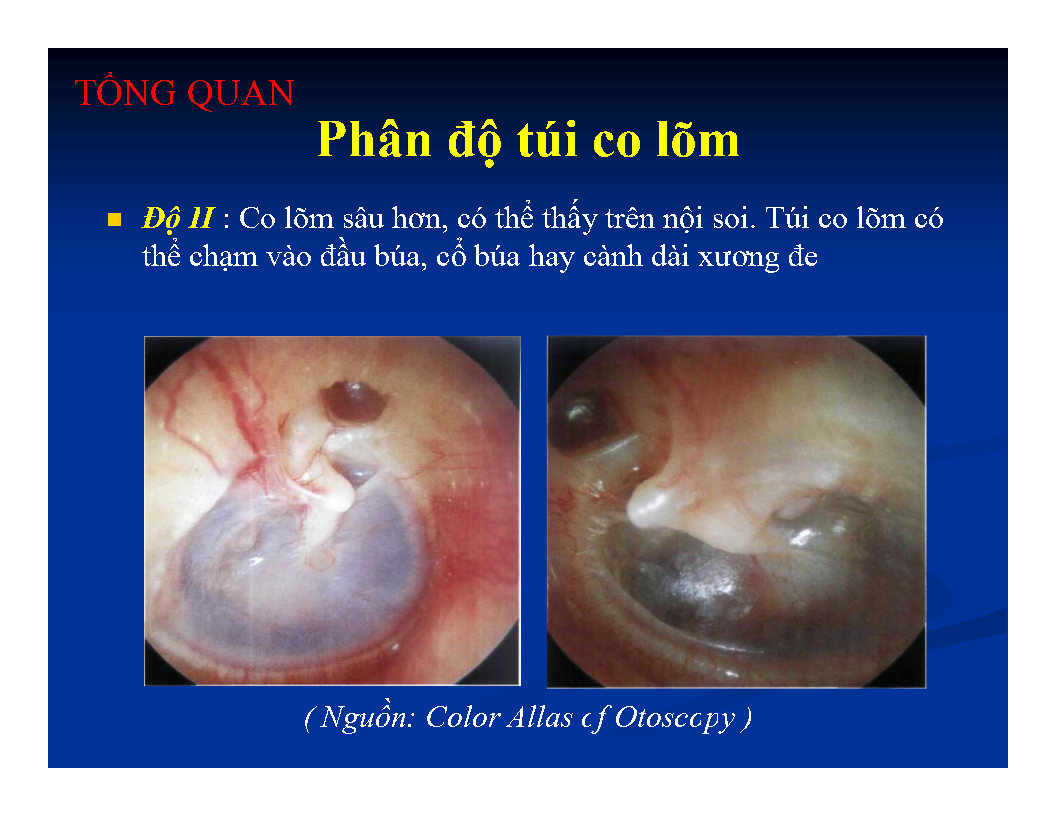 TỔNG QUAN
Phân độ túi co lõm
Độ II : Co lõm sâu hơn, có thể thấy trên nội soi. Túi co lõm có
thể chạm vào đầu búa, cổ búa hay cành dài xương đe
( Nguồn: Color Allas of Otoscopy )